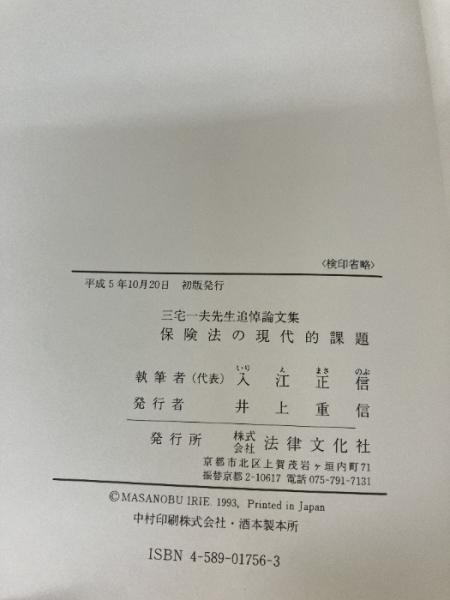 〈検印省略〉
平成5年10月20日 初版発行
三宅一夫先生追悼論文集
保険法の現代的課題
いり え まさ のぶ
執筆者(代表) 入江正信
発行者 井上重信
発行所 株式会社 法律文化社
京都市北区上賀茂岩ヶ垣内町71
振替京都2-10617 電話075-791-7131
©MASANOBU IRIE. 1993, Printed in Japan
中村印刷株式会社・酒本製本所
ISBN 4-589-01756-3